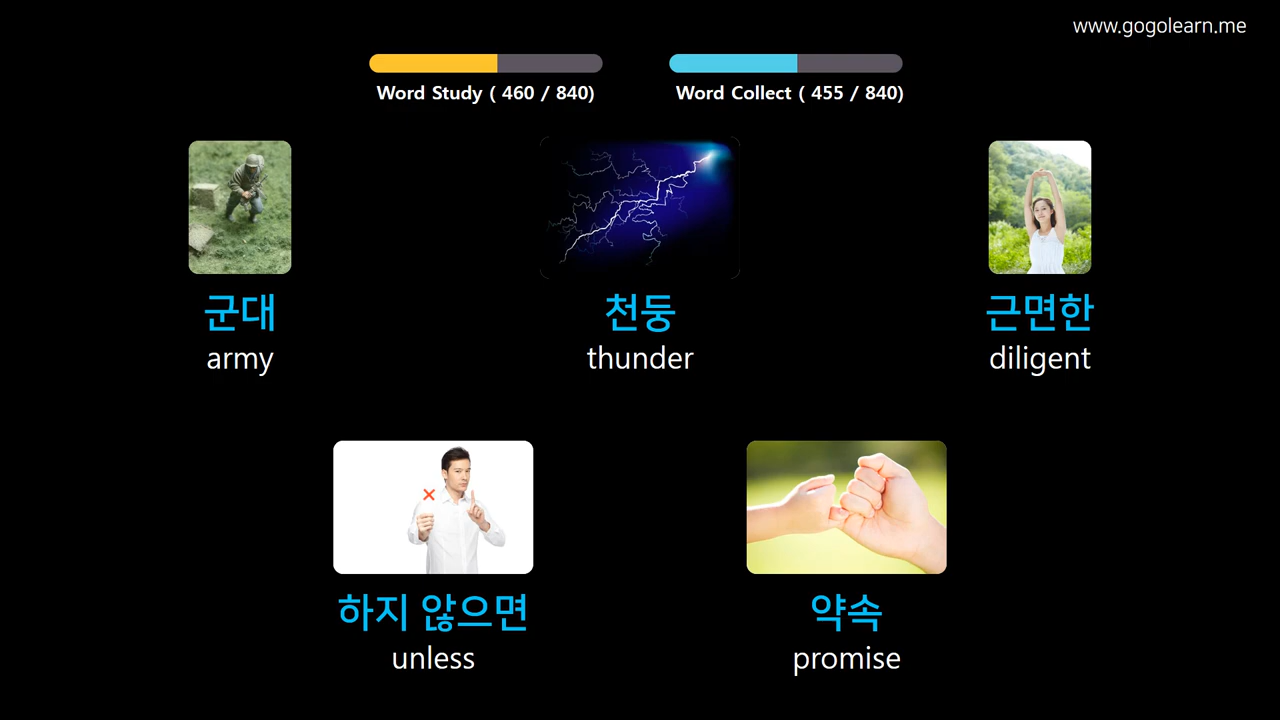 www.gogolearn.me
Word Study ( 460 / 840)
Word Collect ( 455 / 840)
군대
army
천둥
thunder
근면한
diligent
하지 않으면
unless
약속
promise